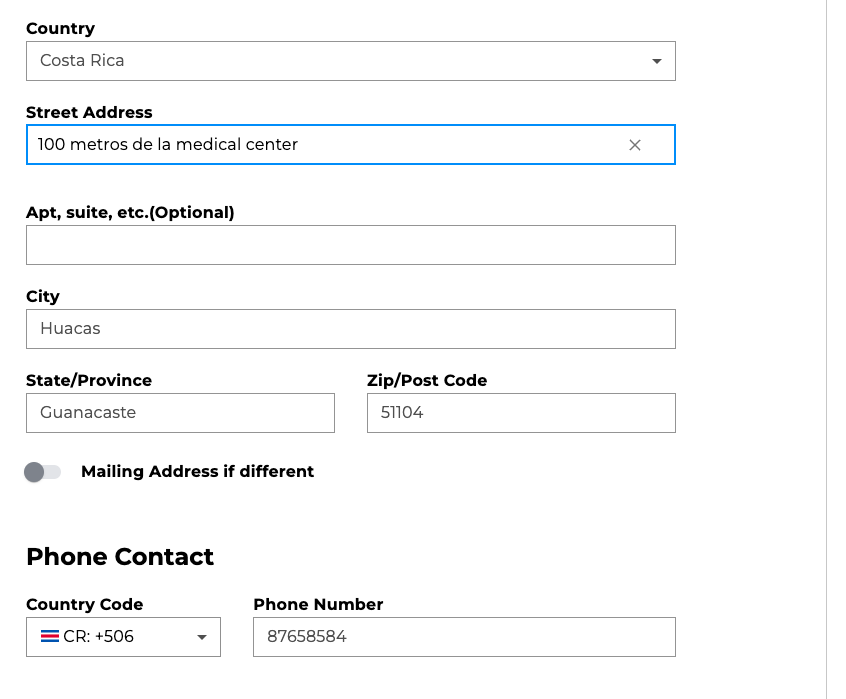 Country
Costa Rica
Street Address
100 metros de la medical center
Apt, suite, etc.(Optional)
City
Huacas
State/Province
Zip/Post Code
Guanacaste
51104
Mailing Address if different
Phone Contact
Country Code
Phone Number
CR: +506
87658584